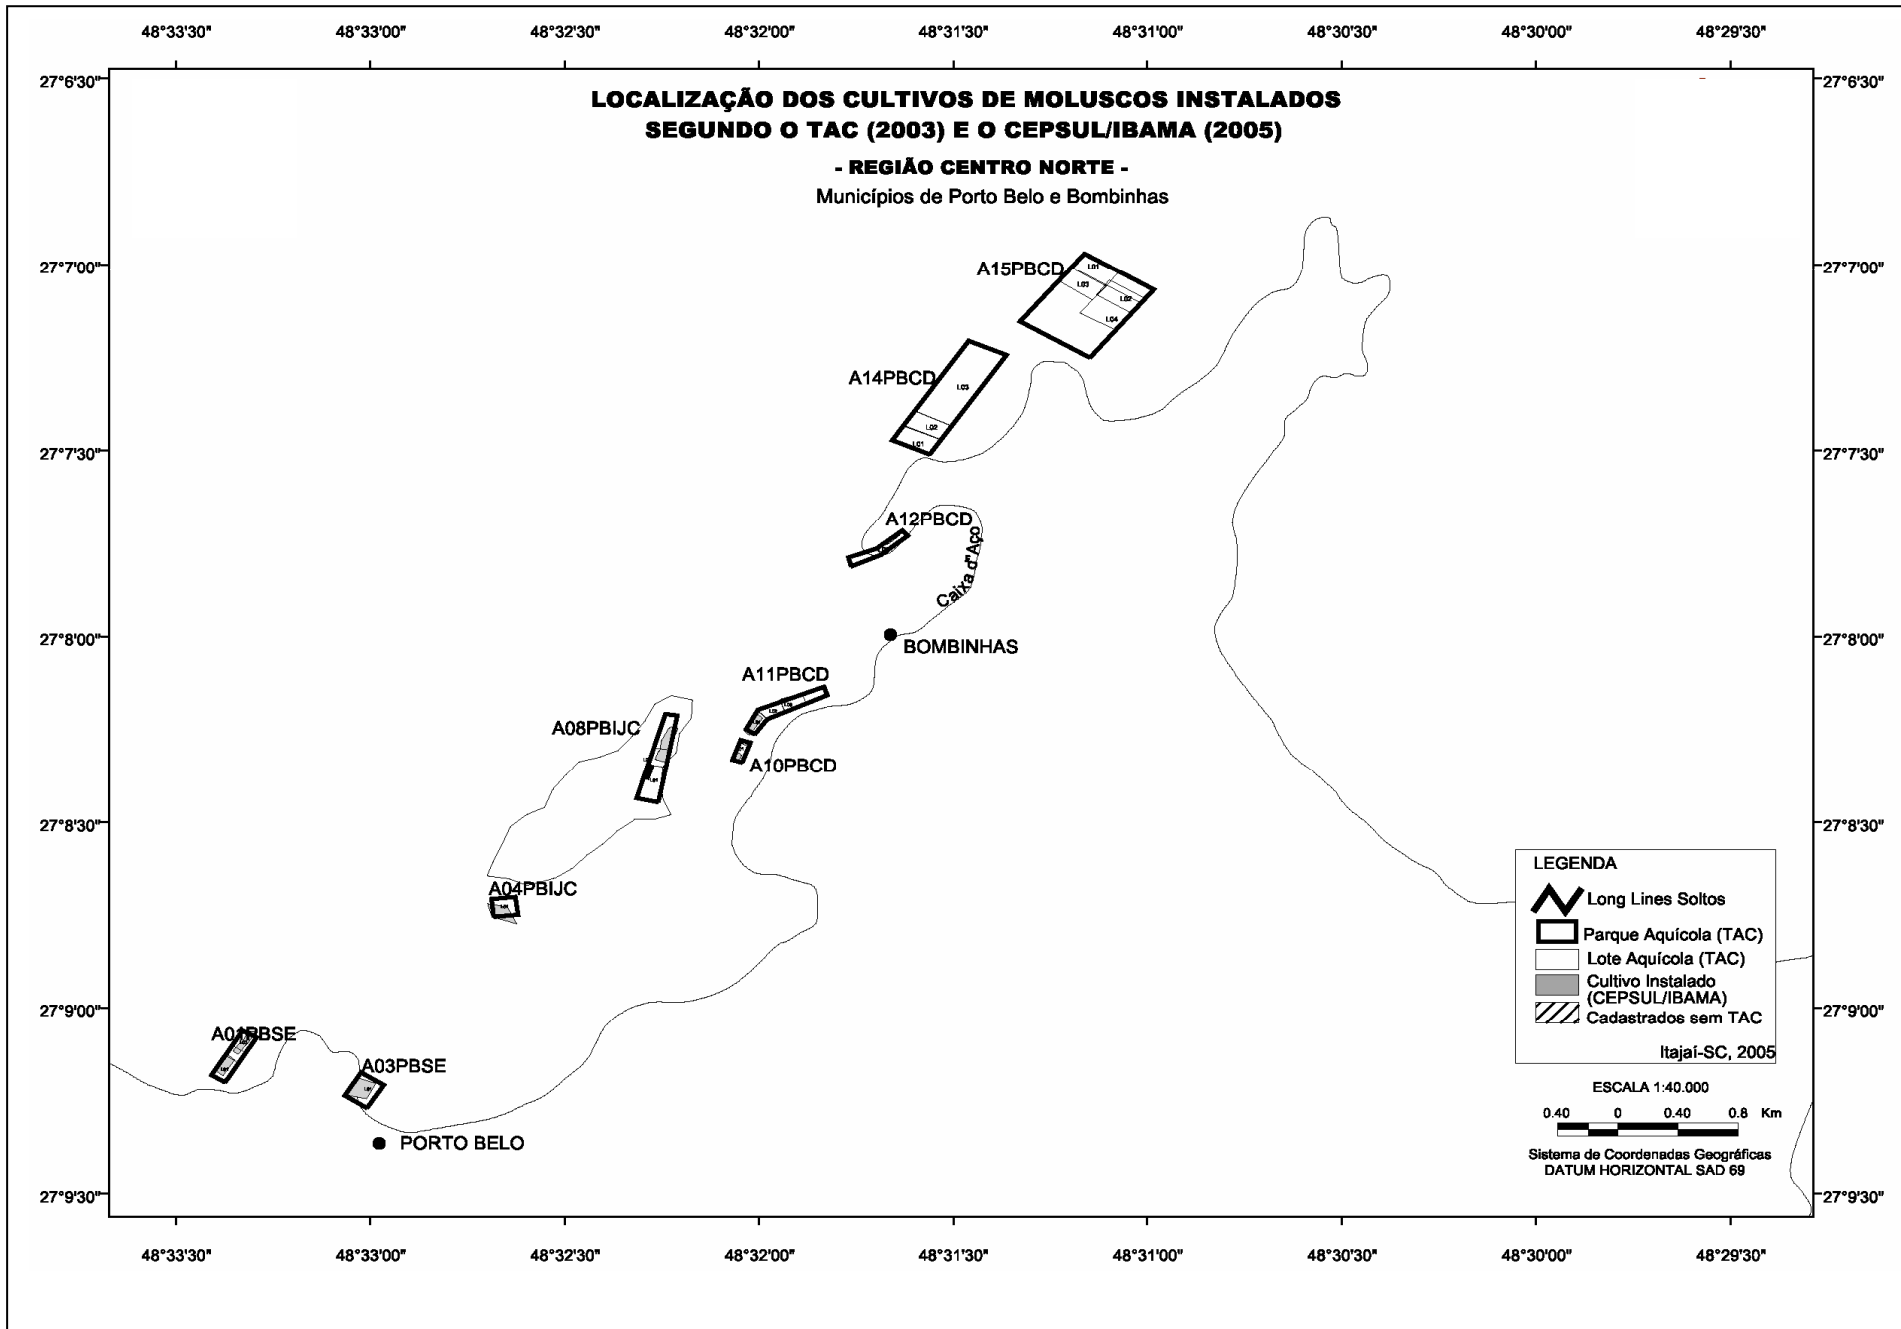 48°33'30" 48°33'00" 48°32'30" 48°32'00" 48°31'30" 48°31'00" 48°30'30" 48°30'00" 48°29'30"
27°6'30" 27°6'30"
LOCALIZAÇÃO DOS CULTIVOS DE MOLUSCOS INSTALADOS
SEGUNDO O TAC (2003) E O CEPSUL/IBAMA (2005)
- REGIÃO CENTRO NORTE -
Municípios de Porto Belo e Bombinhas
27°7'00" 27°7'00"
A15PBCD
L01
L03
L02
L04
A14PBCD
L03
L02
L01
27°7'30" 27°7'30"
A12PBCD
Caixa d"Aço
27°8'00" 27°8'00"
BOMBINHAS
A11PBCD
A08PBIJC
A10PBCD
27°8'30" 27°8'30"
A04PBIJC
LEGENDA
Long Lines Soltos
Parque Aquícola (TAC)
Lote Aquícola (TAC)
Cultivo Instalado
(CEPSUL/IBAMA)
Cadastrados sem TAC
Itajaí-SC, 2005
27°9'00" 27°9'00"
A01PBSE
A03PBSE
PORTO BELO
ESCALA 1:40.000
0.40 0 0.40 0.8 Km
Sistema de Coordenadas Geográficas
DATUM HORIZONTAL SAD 69
27°9'30" 27°9'30"
48°33'30" 48°33'00" 48°32'30" 48°32'00" 48°31'30" 48°31'00" 48°30'30" 48°30'00" 48°29'30"